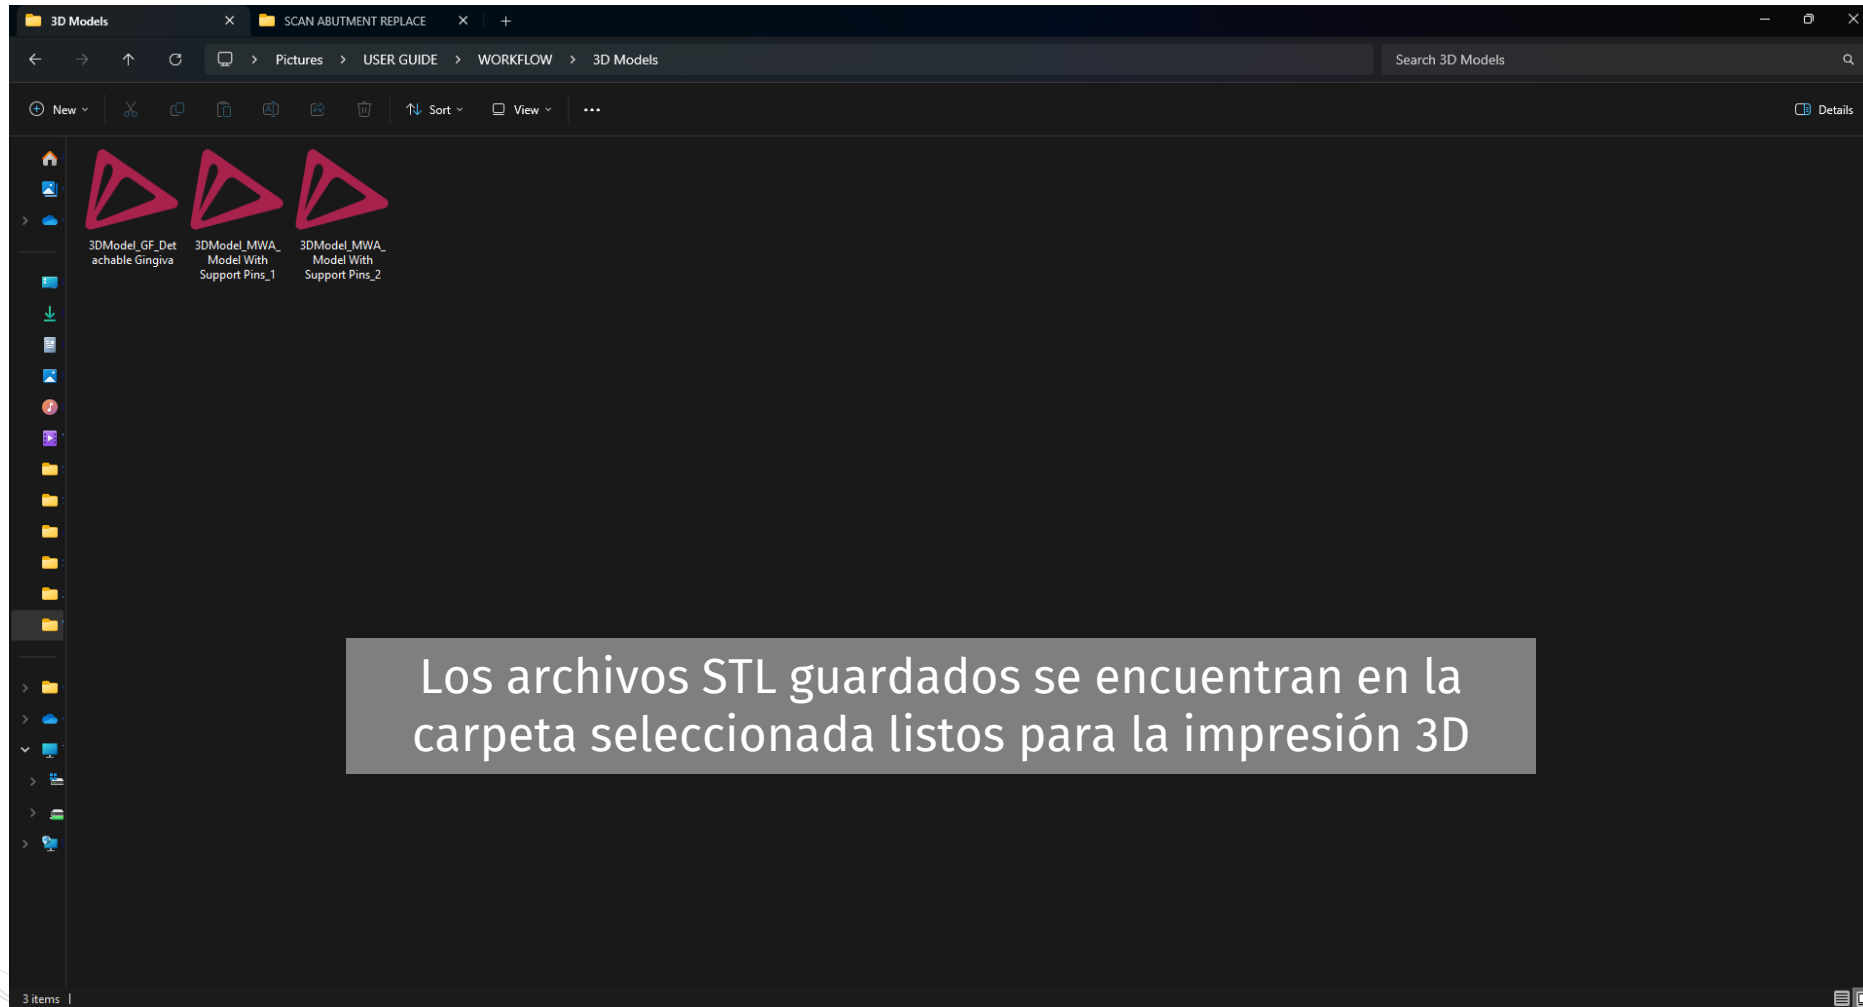 3D Models
SCAN ABUTMENT REPLACE
Pictures > USER GUIDE > WORKFLOW > 3D Models
Search 3D Models
New
Sort
View
Details
3DModel_GF_Det
achable Gingiva
3DModel_MWA_
Model With
Support Pins_1
3DModel_MWA_
Model With
Support Pins_2
Los archivos STL guardados se encuentran en la
carpeta seleccionada listos para la impresión 3D
3 items